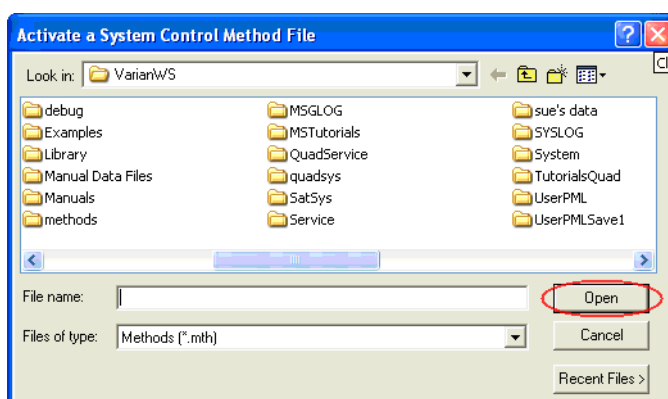 Activate a System Control Method File
Look in: VarianWS
debug
Examples
Library
Manual Data Files
Manuals
methods
MSGLOG
MSTutorials
QuadService
quadsys
SatSys
Service
sue's data
SYSLOG
System
TutorialsQuad
UserPML
UserPMLSave1
File name:
Open
Files of type: Methods (*.mth)
Cancel
Recent Files >